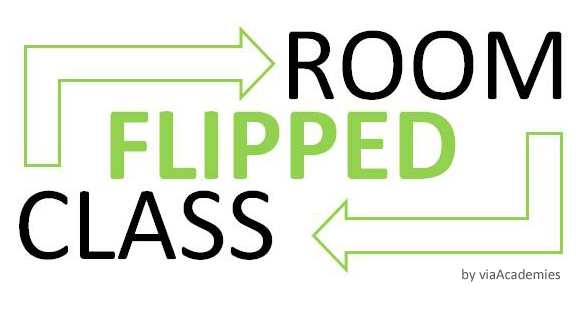 ROOM
FLIPPED
CLASS
by viaAcademies